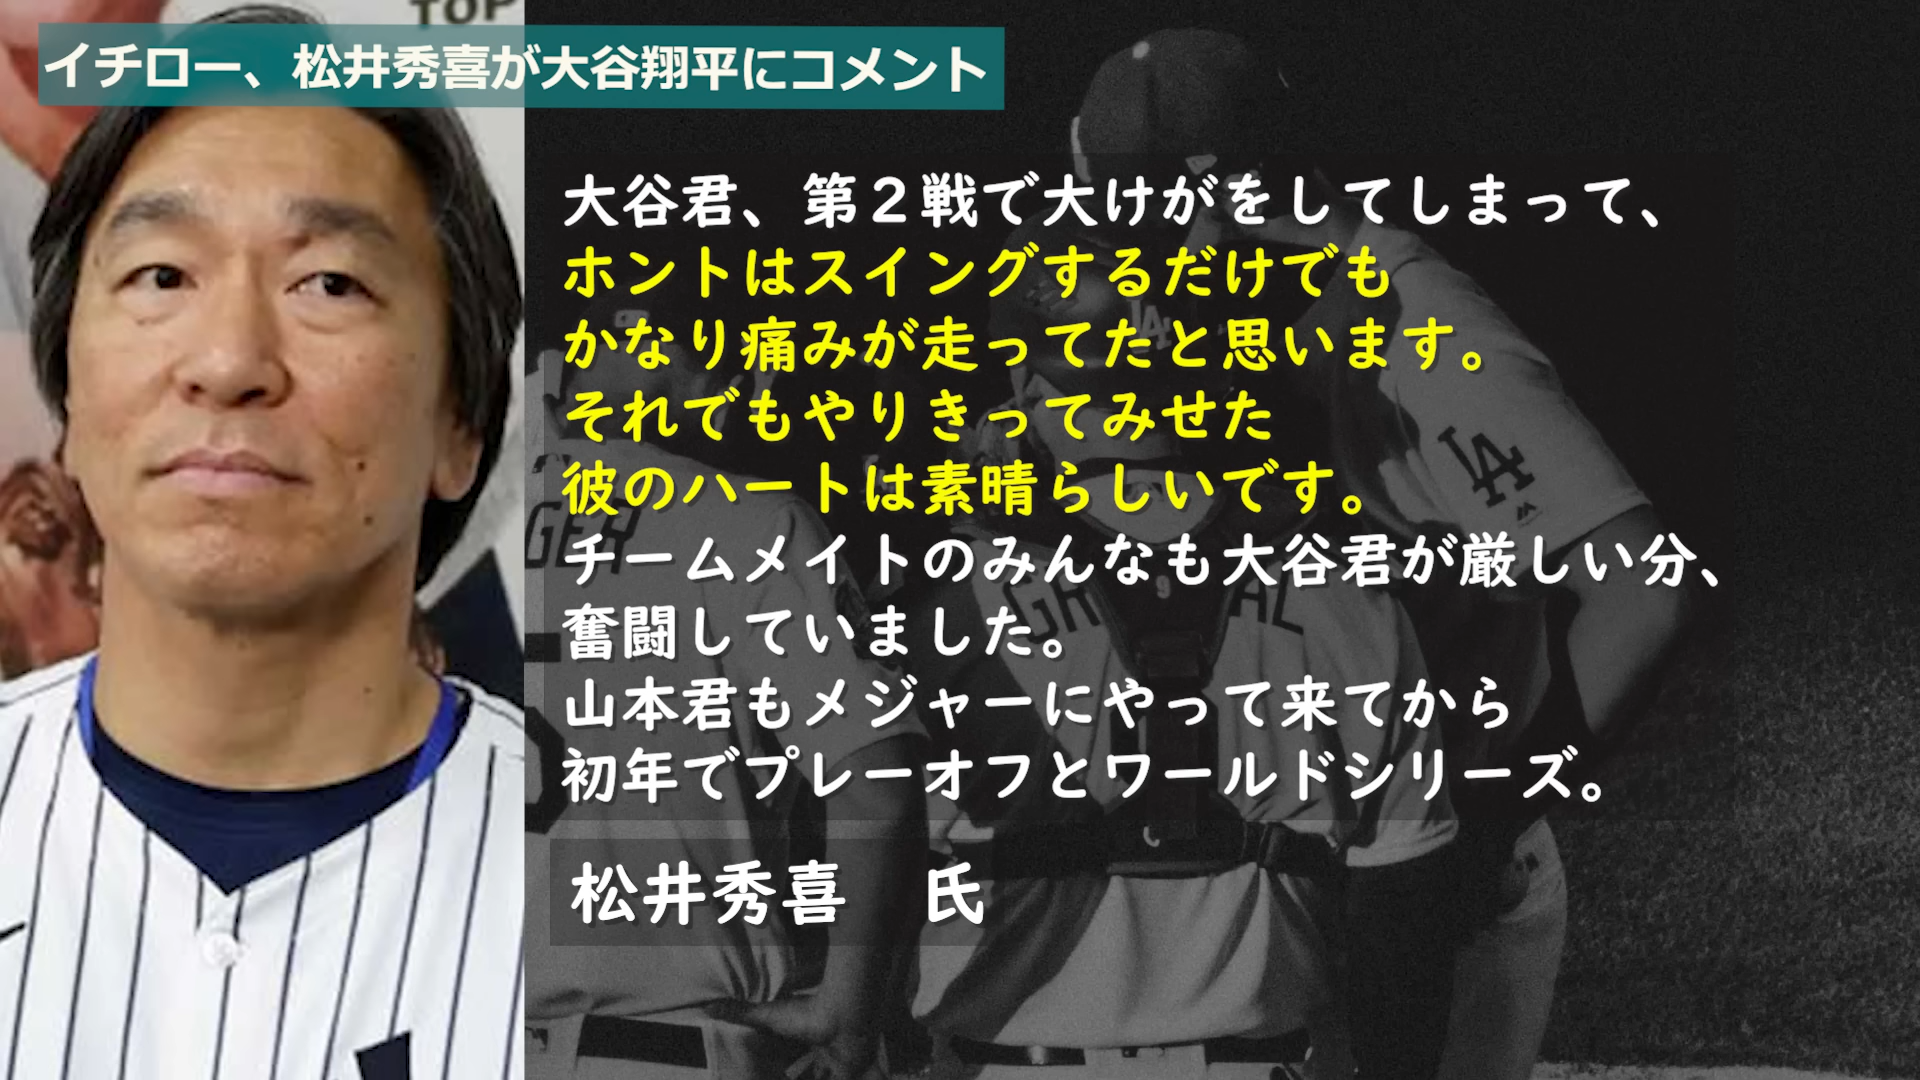 TOP
イチロー、松井秀喜が大谷翔平にコメント
大谷君、第２戦で大けがをしてしまって、
ホントはスイングするだけでも
かなり痛みが走ってたと思います。
それでもやりきってみせた
彼のハートは素晴らしいです。
チームメイトのみんなも大谷君が厳しい分、
奮闘していました。
山本君もメジャーにやって来てから
初年でプレーオフとワールドシリーズ。
松井秀喜　氏
LA
LA